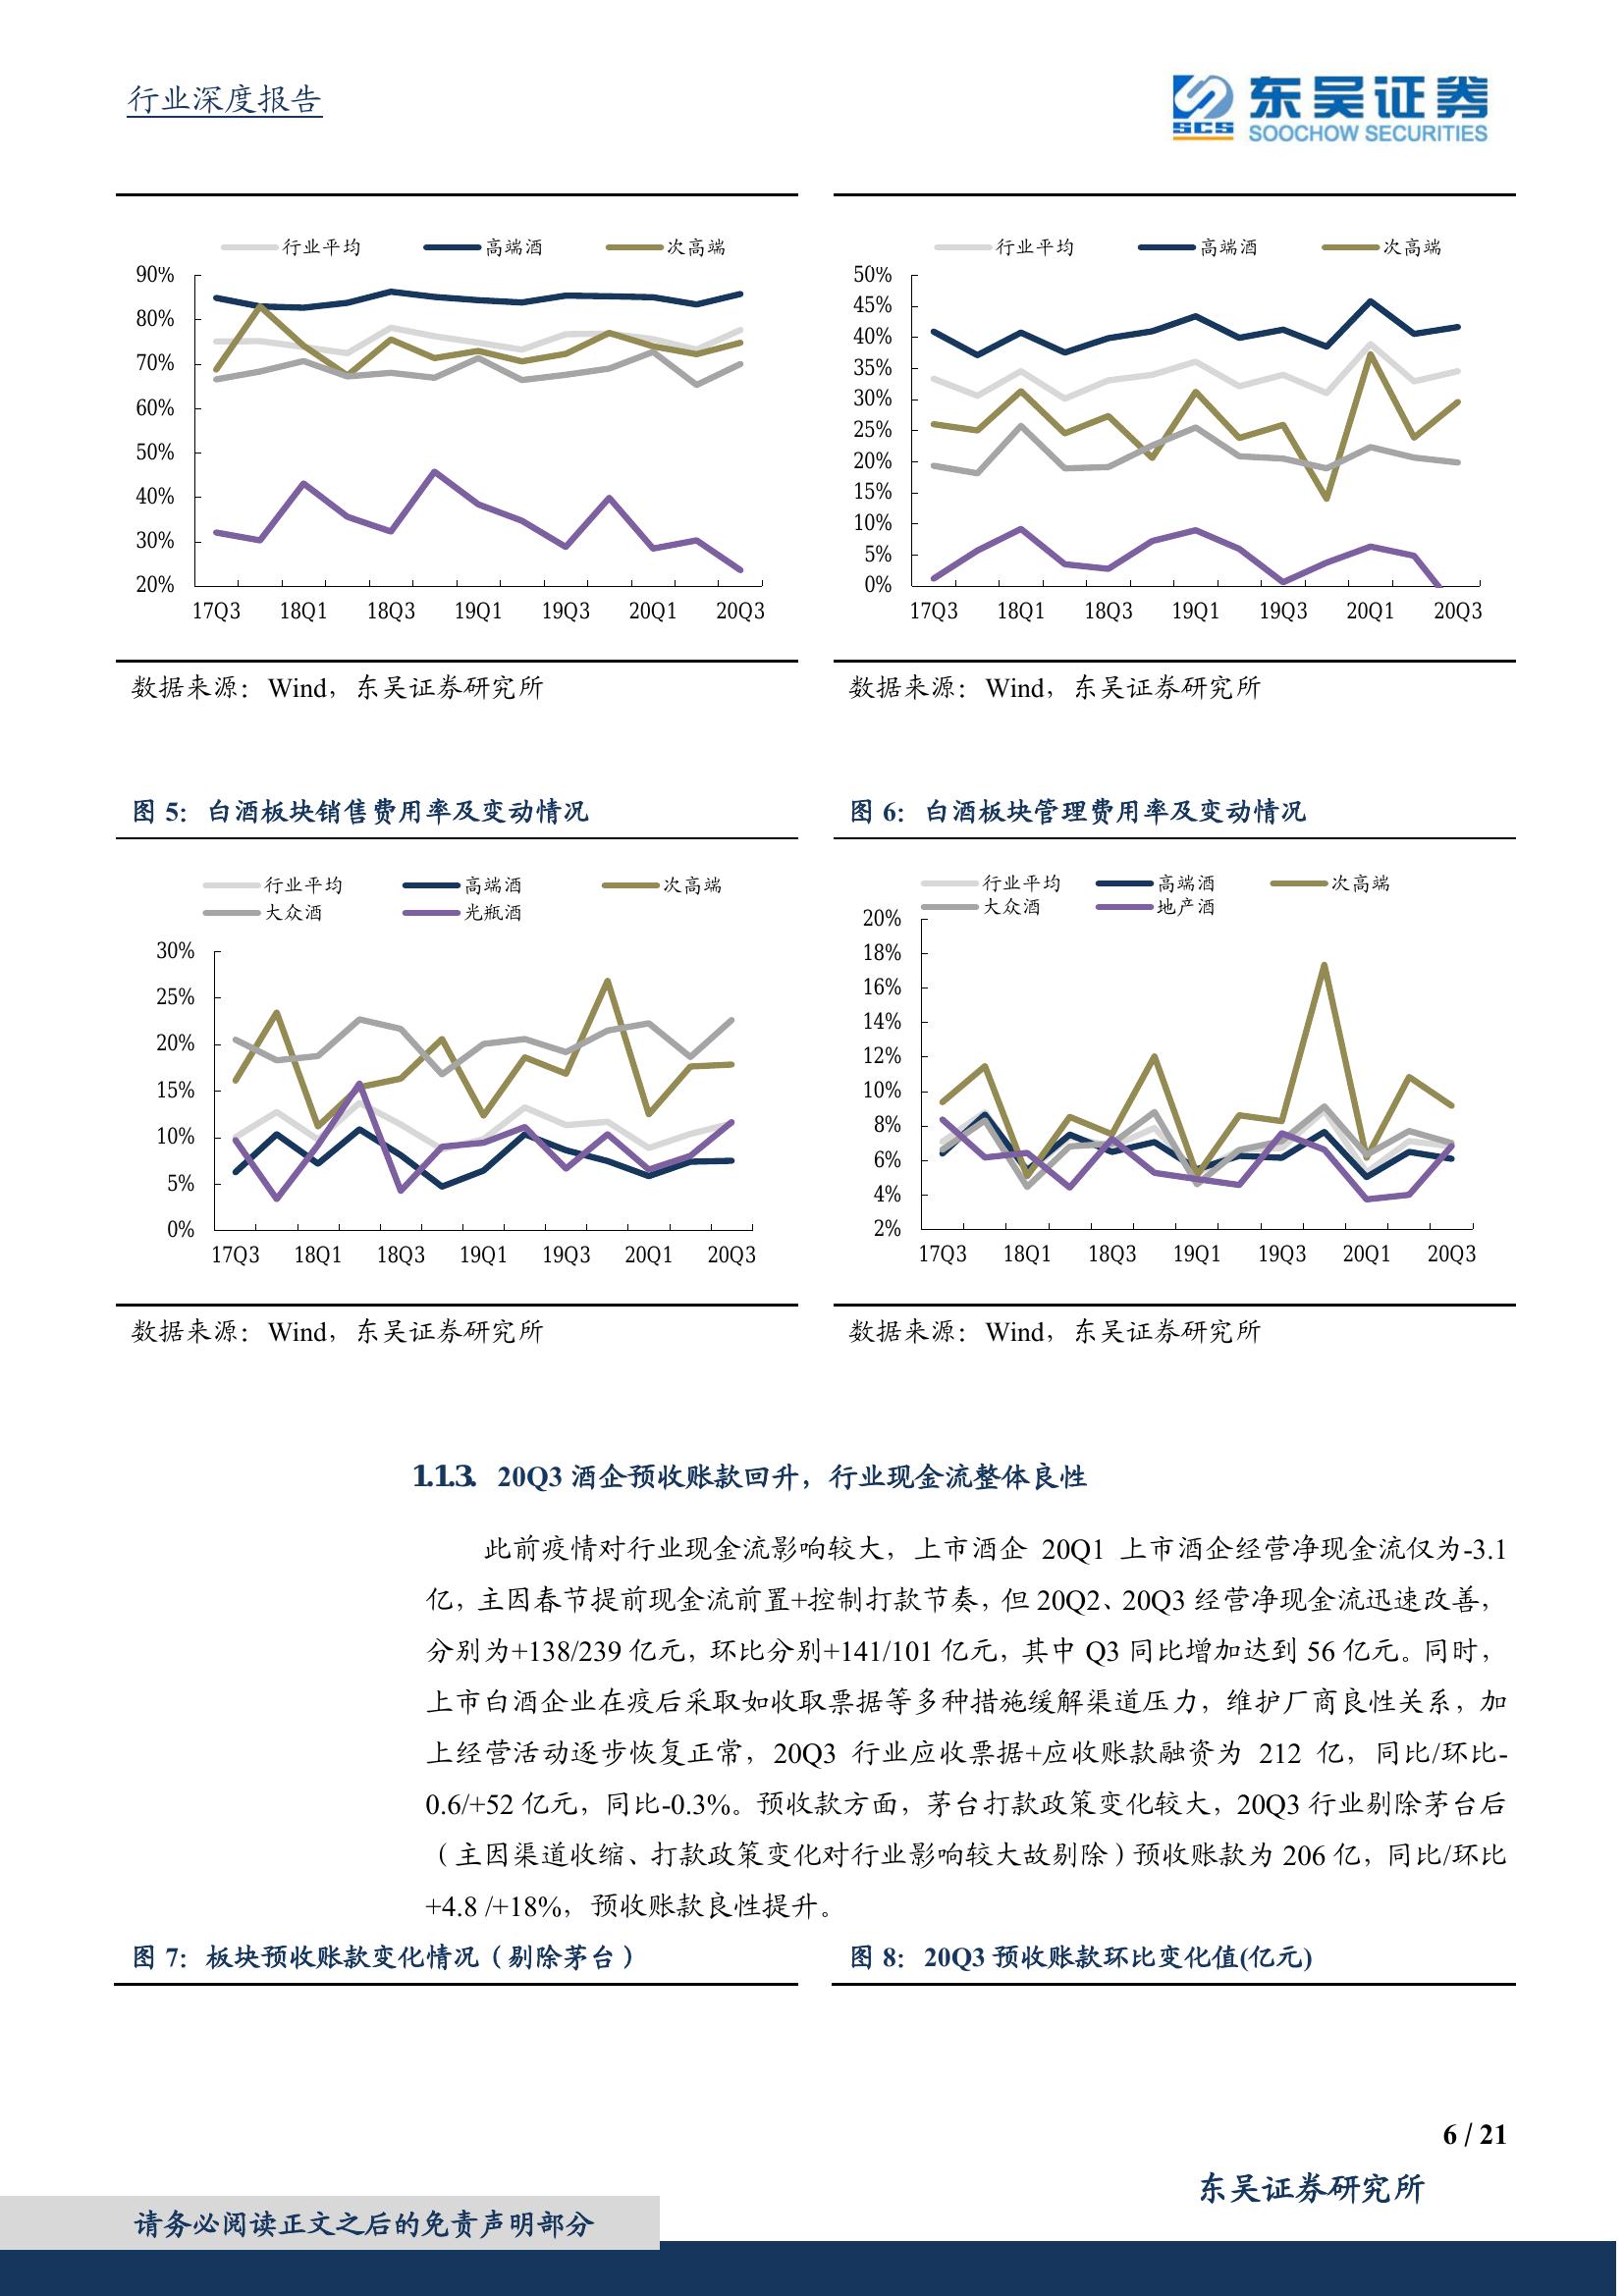 行业深度报告
东吴证券
SCS
SOOCHOW SECURITIES
行业平均 高端酒 次高端
90%
80%
70%
60%
50%
40%
30%
20%
17Q3 18Q1 18Q3 19Q1 19Q3 20Q1 20Q3
数据来源：Wind，东吴证券研究所
行业平均 高端酒 次高端
50%
45%
40%
35%
30%
25%
20%
15%
10%
5%
0%
17Q3 18Q1 18Q3 19Q1 19Q3 20Q1 20Q3
数据来源：Wind，东吴证券研究所
图 5：白酒板块销售费用率及变动情况
行业平均 高端酒 次高端
大众酒 光瓶酒
30%
25%
20%
15%
10%
5%
0%
17Q3 18Q1 18Q3 19Q1 19Q3 20Q1 20Q3
数据来源：Wind，东吴证券研究所
图 6：白酒板块管理费用率及变动情况
行业平均 高端酒 次高端
大众酒 地产酒
20%
18%
16%
14%
12%
10%
8%
6%
4%
2%
17Q3 18Q1 18Q3 19Q1 19Q3 20Q1 20Q3
数据来源：Wind，东吴证券研究所
1.1.3. 20Q3 酒企预收账款回升，行业现金流整体良性
此前疫情对行业现金流影响较大，上市酒企 20Q1 上市酒企经营净现金流仅为-3.1
亿，主因春节提前现金流前置+控制打款节奏，但 20Q2、20Q3 经营净现金流迅速改善，
分别为+138/239 亿元，环比分别+141/101 亿元，其中 Q3 同比增加达到 56 亿元。同时，
上市白酒企业在疫后采取如收取票据等多种措施缓解渠道压力，维护厂商良性关系，加
上经营活动逐步恢复正常，20Q3 行业应收票据+应收账款融资为 212 亿，同比/环比-
0.6/+52 亿元，同比-0.3%。预收款方面，茅台打款政策变化较大，20Q3 行业剔除茅台后
（主因渠道收缩、打款政策变化对行业影响较大故剔除）预收账款为 206 亿，同比/环比
+4.8 /+18%，预收账款良性提升。
图 7：板块预收账款变化情况（剔除茅台）
图 8：20Q3 预收账款环比变化值(亿元)
6 / 21
东吴证券研究所
请务必阅读正文之后的免责声明部分